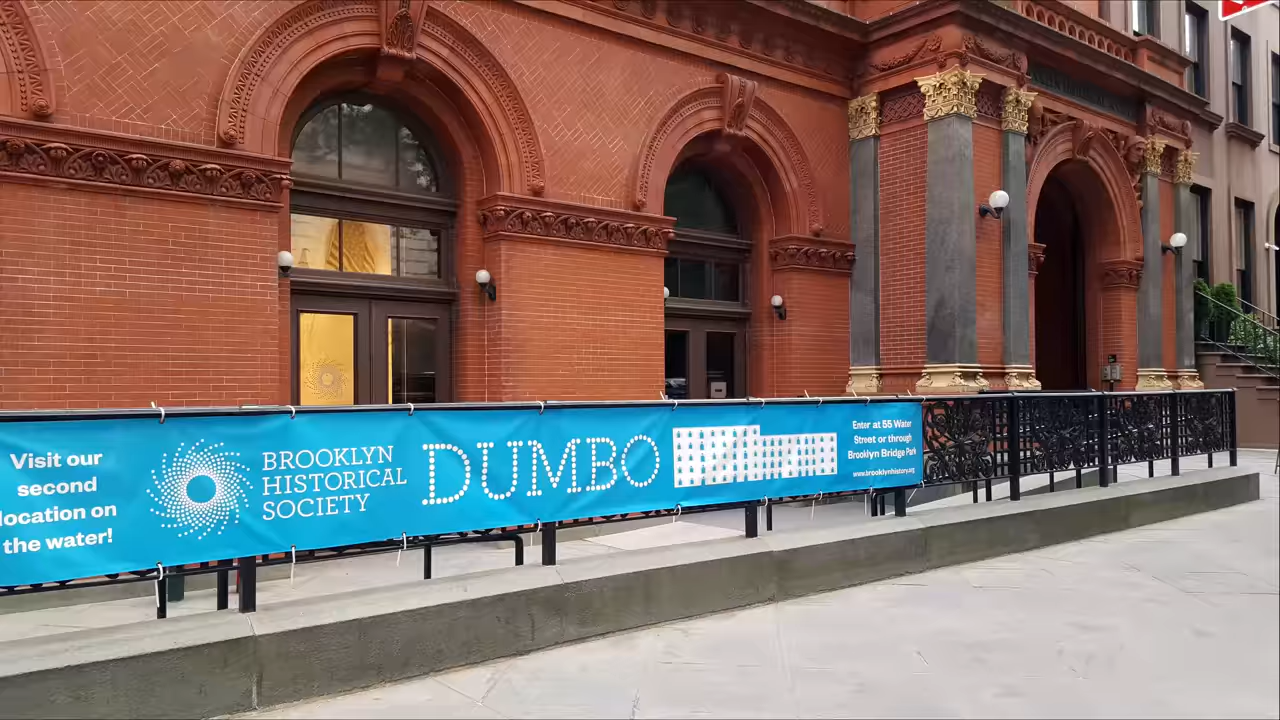 Visit our
second
location on
the water!
BROOKLYN
HISTORICAL
SOCIETY
DUMBO
Enter at 55 Water
Street or through
Brooklyn Bridge Park
www.brooklynhistory.org